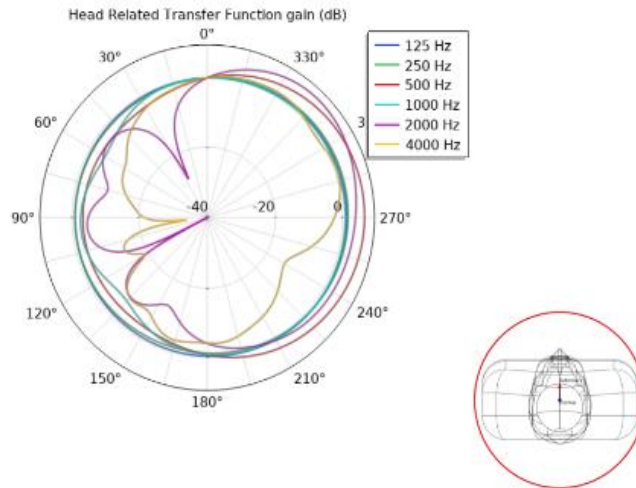 Head Related Transfer Function gain (dB)
0°
30°
330°
60°
3
90°
270°
120°
240°
150°
210°
180°
-40
-20
0
125 Hz
250 Hz
500 Hz
1000 Hz
2000 Hz
4000 Hz